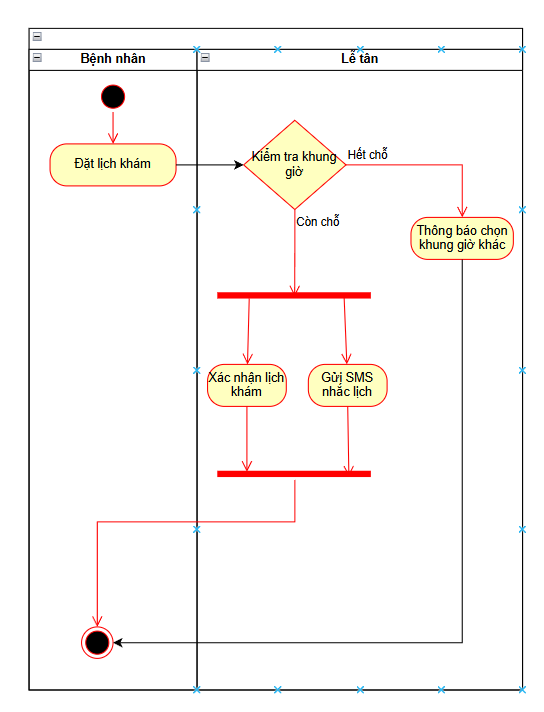 Bệnh nhân
Lễ tân
Đặt lịch khám
Kiểm tra khung
giờ
Hết chỗ
Còn chỗ
Thông báo chọn
khung giờ khác
Xác nhận lịch
khám
Gửi SMS
nhắc lịch